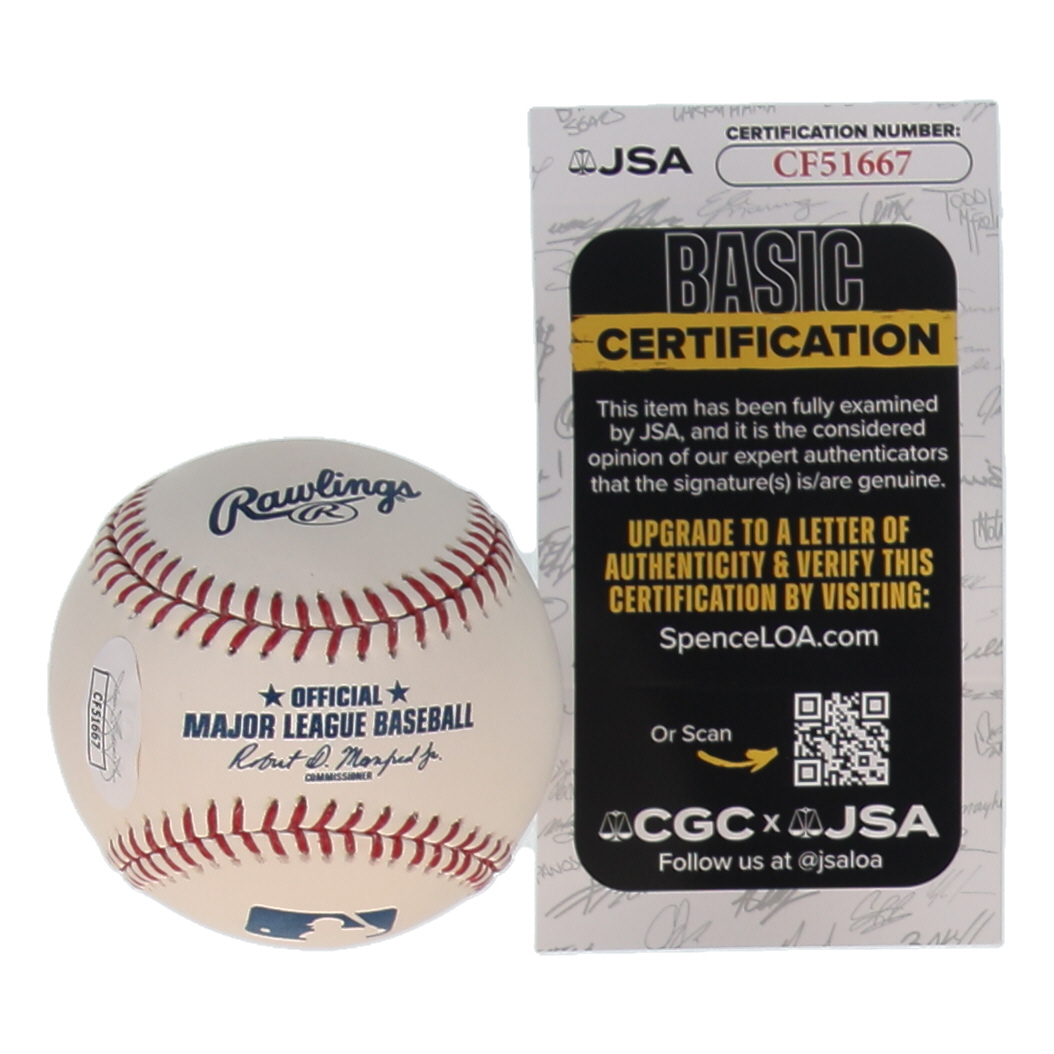 Rawlings
R
★ OFFICIAL ★
MAJOR LEAGUE BASEBALL
Robert D. Manfred Jr.
COMMISSIONER
CF51667
JSA
CERTIFICATION NUMBER:
CF51667
BASIC
CERTIFICATION
This item has been fully examined
by JSA, and it is the considered
opinion of our expert authenticators
that the signature(s) is/are genuine.
UPGRADE TO A LETTER OF
AUTHENTICITY & VERIFY THIS
CERTIFICATION BY VISITING:
SpenceLOA.com
Or Scan
CGC x JSA
Follow us at @jsaloa